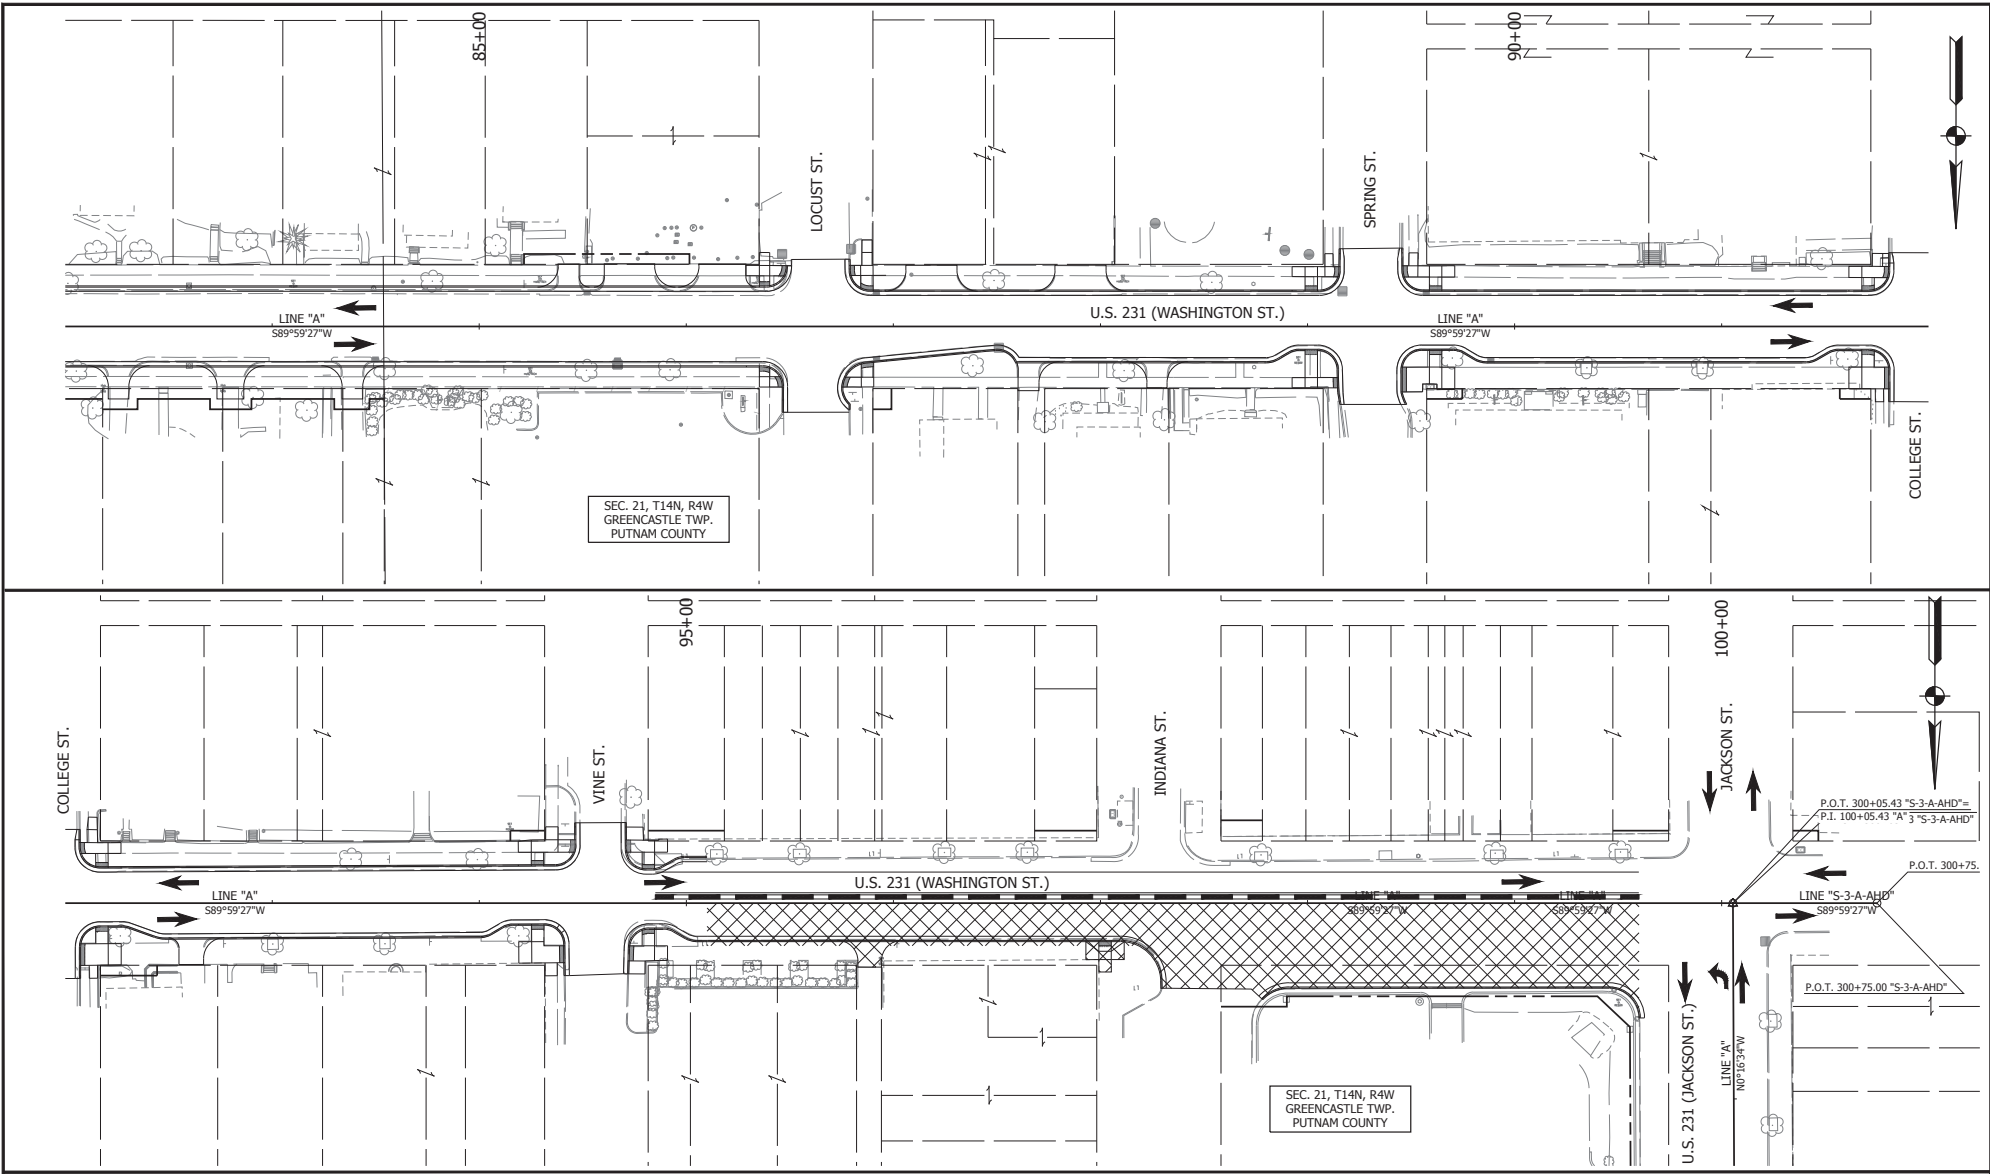 85+00
90+00
LOCUST ST.
SPRING ST.
U.S. 231 (WASHINGTON ST.)
LINE "A"
S89°59'27"W
LINE "A"
S89°59'27"W
COLLEGE ST.
SEC. 21, T14N, R4W
GREENCASTLE TWP.
PUTNAM COUNTY
95+00
100+00
COLLEGE ST.
VINE ST.
INDIANA ST.
JACKSON ST.
P.O.T. 300+05.43 "S-3-A-AHD"=
P.I. 100+05.43 "A"
3 "S-3-A-AHD"
P.O.T. 300+75.
U.S. 231 (WASHINGTON ST.)
LINE "A"
S89°59'27"W
LINE "A"
S89°59'27"W
LINE "A"
S89°59'27"W
LINE "S-3-A-AHD"
S89°59'27"W
P.O.T. 300+75.00 "S-3-A-AHD"
U.S. 231 (JACKSON ST.)
LINE "A"
N0°16'34"W
SEC. 21, T14N, R4W
GREENCASTLE TWP.
PUTNAM COUNTY